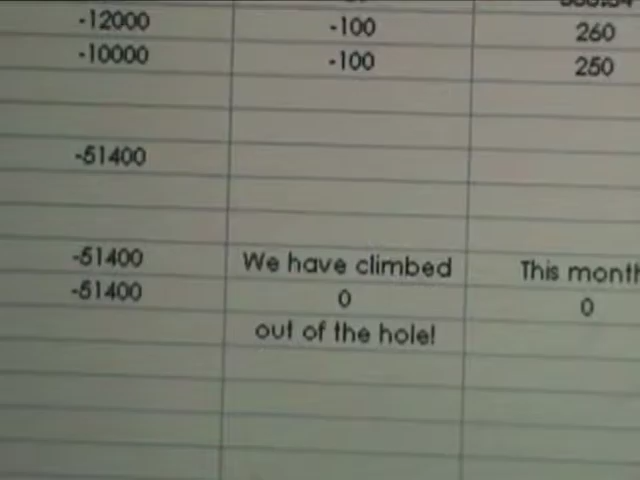 -12000 -100 260
-10000 -100 250
-51400
-51400 We have climbed This month
-51400 0 0
out of the hole!